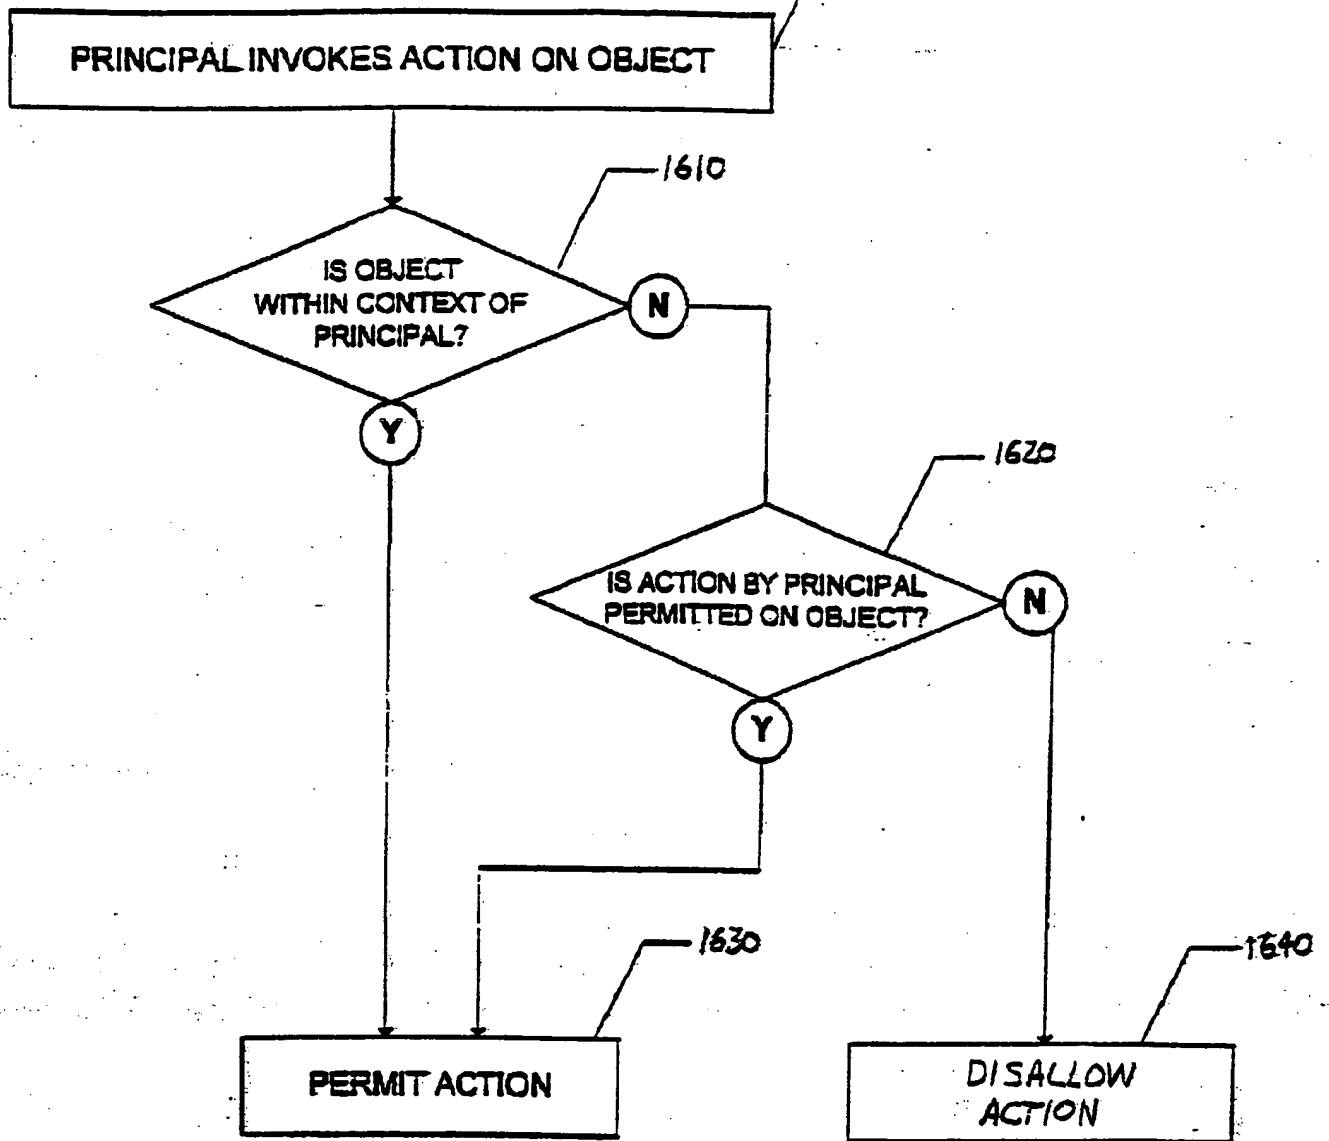 PRINCIPAL INVOKES ACTION ON OBJECT
1610
IS OBJECT
WITHIN CONTEXT OF
PRINCIPAL?
N
Y
1620
IS ACTION BY PRINCIPAL
PERMITTED ON OBJECT?
N
Y
1630
1640
PERMIT ACTION
DISALLOW
ACTION